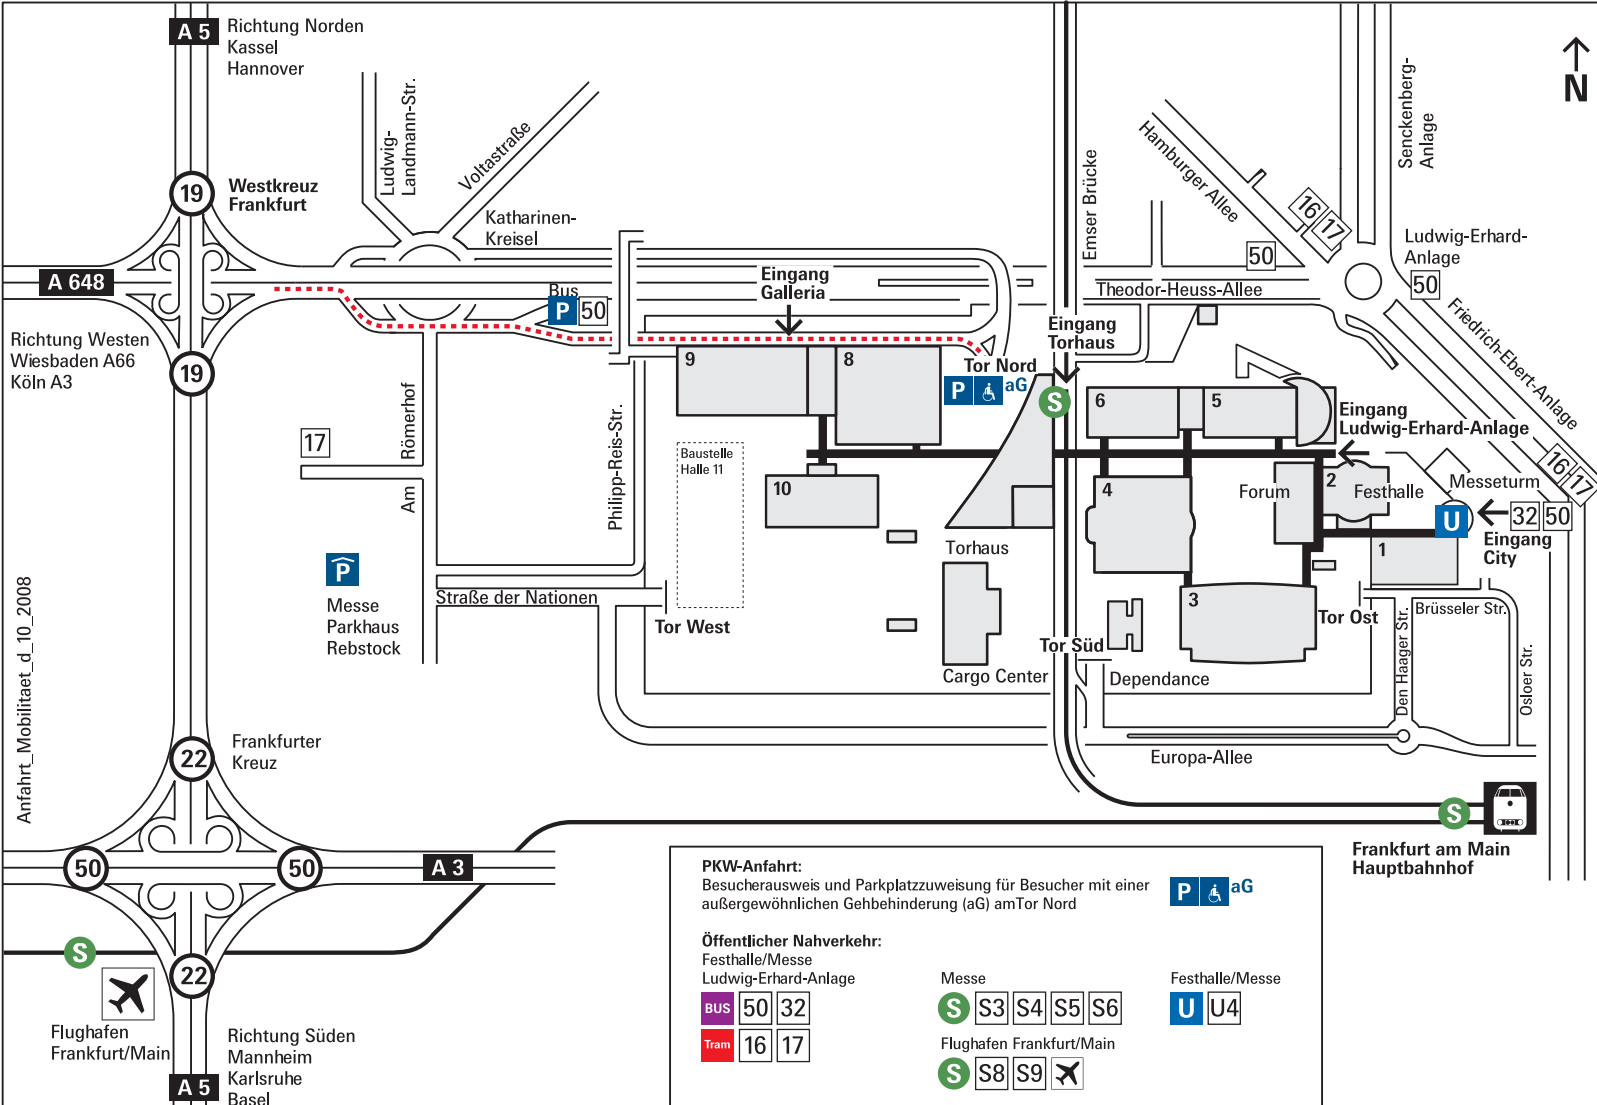 A 5
Richtung Norden
Kassel
Hannover
N
Ludwig-
Landmann-Str.
Voltastraße
Emser Brücke
Hamburger Allee
Senckenberg-
Anlage
19
Westkreuz
Frankfurt
Katharinen-
Kreisel
16
17
50
Ludwig-Erhard-
Anlage
50
A 648
Bus
P
50
Eingang
Galleria
Theodor-Heuss-Allee
Friedrich-Ebert-Anlage
Richtung Westen
Wiesbaden A66
Köln A3
19
Eingang
Torhaus
9
8
Tor Nord
P
aG
S
6
5
Eingang
Ludwig-Erhard-Anlage
17
Am
Römerhof
Philipp-Reis-Str.
Baustelle
Halle 11
10
4
Forum
2
Festhalle
Messeturm
16
17
U
32
50
Eingang
City
1
Torhaus
P
Messe
Parkhaus
Rebstock
Straße der Nationen
Tor West
3
Tor Ost
Brüsseler Str.
Den Haager Str.
Osloer Str.
Tor Süd
Cargo Center
Dependance
Anfahrt_Mobilitaet_d_10_2008
22
Frankfurter
Kreuz
Europa-Allee
S
Frankfurt am Main
Hauptbahnhof
50
50
A 3
S
22
Flughafen
Frankfurt/Main
Richtung Süden
Mannheim
Karlsruhe
Basel
A 5
PKW-Anfahrt:
Besucherausweis und Parkplatzzuweisung für Besucher mit einer
außergewöhnlichen Gehbehinderung (aG) amTor Nord
P
aG
Öffentlicher Nahverkehr:
Festhalle/Messe
Ludwig-Erhard-Anlage
BUS 50 32
Tram 16 17
Messe
S S3 S4 S5 S6
Flughafen Frankfurt/Main
S S8 S9
Festhalle/Messe
U U4